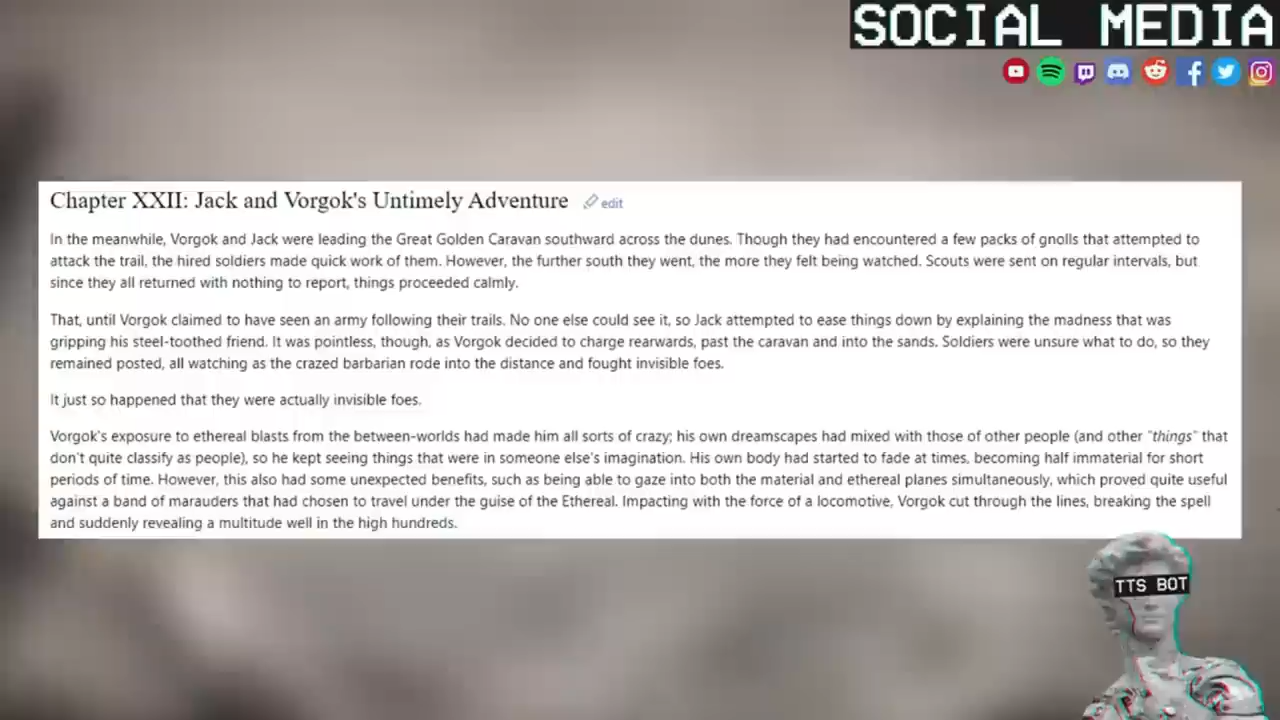 SOCIAL MEDIA
Chapter XXII: Jack and Vorgok's Untimely Adventure edit
In the meanwhile, Vorgok and Jack were leading the Great Golden Caravan southward across the dunes. Though they had encountered a few packs of gnolls that attempted to
attack the trail, the hired soldiers made quick work of them. However, the further south they went, the more they felt being watched. Scouts were sent on regular intervals, but
since they all returned with nothing to report, things proceeded calmly.
That, until Vorgok claimed to have seen an army following their trails. No one else could see it, so Jack attempted to ease things down by explaining the madness that was
gripping his steel-toothed friend. It was pointless, though, as Vorgok decided to charge rearwards, past the caravan and into the sands. Soldiers were unsure what to do, so they
remained posted, all watching as the crazed barbarian rode into the distance and fought invisible foes.
It just so happened that they were actually invisible foes.
Vorgok's exposure to ethereal blasts from the between-worlds had made him all sorts of crazy; his own dreamscapes had mixed with those of other people (and other "things" that
don't quite classify as people), so he kept seeing things that were in someone else's imagination. His own body had started to fade at times, becoming half immaterial for short
periods of time. However, this also had some unexpected benefits, such as being able to gaze into both the material and ethereal planes simultaneously, which proved quite useful
against a band of marauders that had chosen to travel under the guise of the Ethereal. Impacting with the force of a locomotive, Vorgok cut through the lines, breaking the spell
and suddenly revealing a multitude well in the high hundreds.
TTS BOT